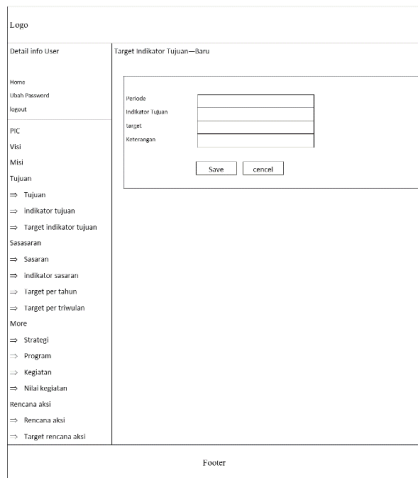 Logo
Detail info User
Home
Ubah Password
logout
PIC
Visi
Misi
Tujuan
⇒ Tujuan
⇒ indikator tujuan
⇒ Target indikator tujuan
Sasasaran
⇒ Sasaran
⇒ indikator sasaran
⇒ Target per tahun
⇒ Target per triwulan
More
⇒ Strategi
⇒ Program
⇒ Kegiatan
⇒ Nilai kegiatan
Rencana aksi
⇒ Rencana aksi
⇒ Target rencana aksi
Target Indikator Tujuan—Baru
Periode
Indikator Tujuan
target
Keterangan
Save cencel
Footer